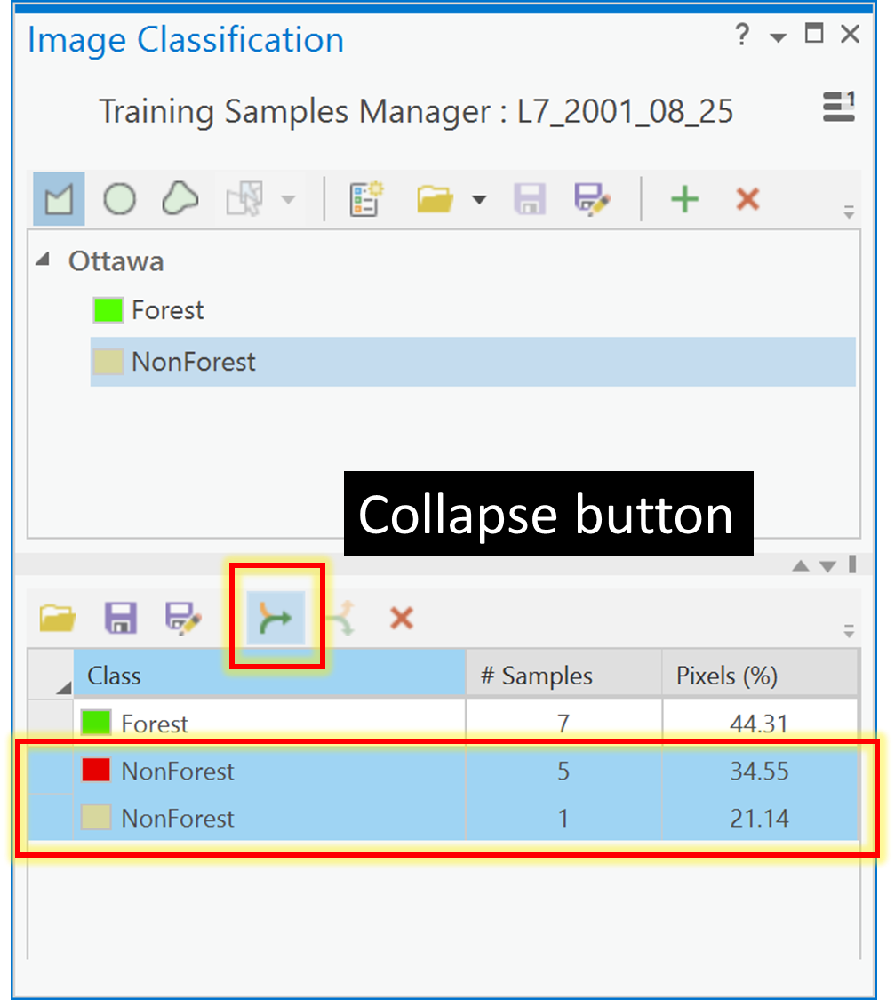 Image Classification
?
Training Samples Manager : L7_2001_08_25
1
Ottawa
Forest
NonForest
Collapse button
Class # Samples Pixels (%)
Forest 7 44.31
NonForest 5 34.55
NonForest 1 21.14